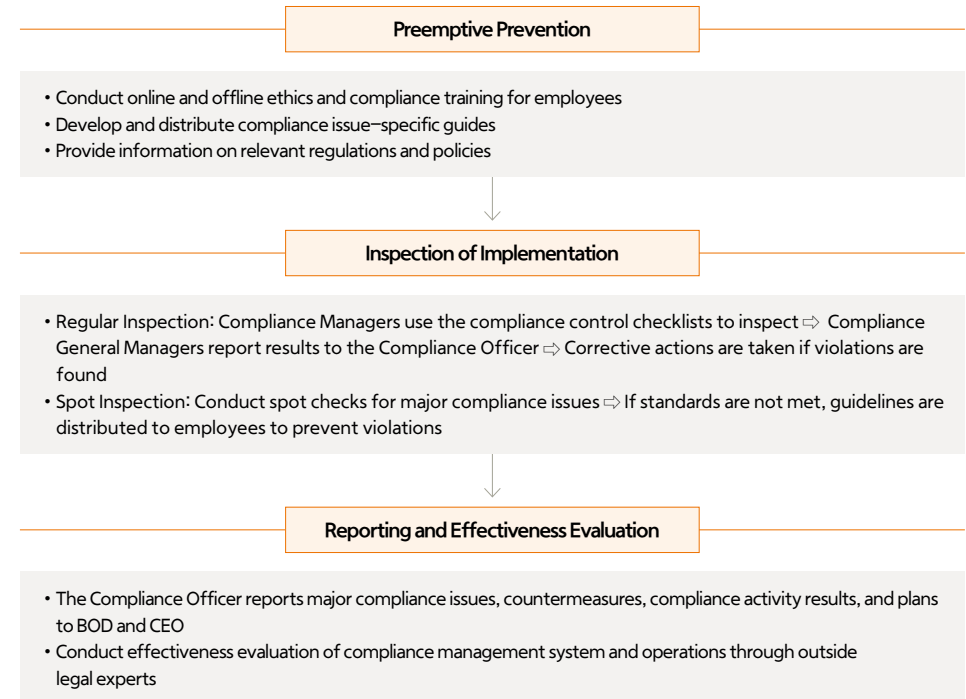 Preemptive Prevention
• Conduct online and offline ethics and compliance training for employees
• Develop and distribute compliance issue-specific guides
• Provide information on relevant regulations and policies
Inspection of Implementation
• Regular Inspection: Compliance Managers use the compliance control checklists to inspect ⇨ Compliance
General Managers report results to the Compliance Officer ⇨ Corrective actions are taken if violations are
found
• Spot Inspection: Conduct spot checks for major compliance issues ⇨ If standards are not met, guidelines are
distributed to employees to prevent violations
Reporting and Effectiveness Evaluation
• The Compliance Officer reports major compliance issues, countermeasures, compliance activity results, and plans
to BOD and CEO
• Conduct effectiveness evaluation of compliance management system and operations through outside
legal experts